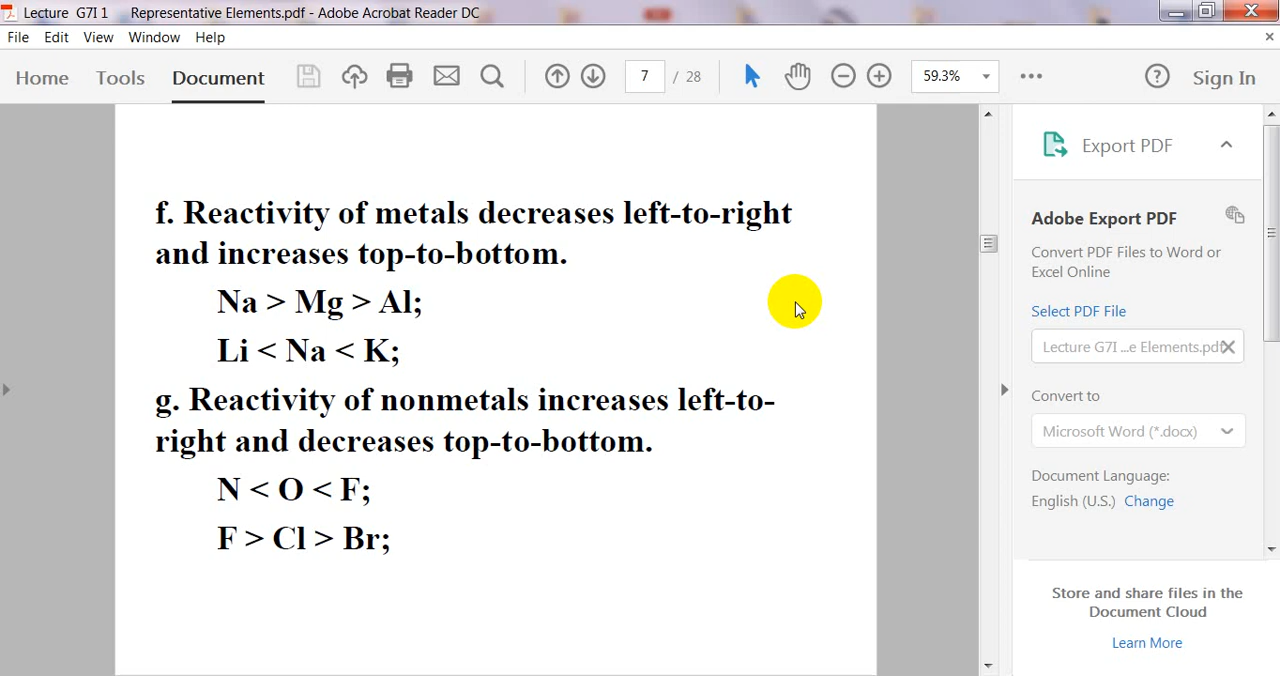 Lecture G7I 1 Representative Elements.pdf - Adobe Acrobat Reader DC
File Edit View Window Help
Home Tools Document 7 / 28 59.3% Sign In
f. Reactivity of metals decreases left-to-right
and increases top-to-bottom.
Na > Mg > Al;
Li < Na < K;
g. Reactivity of nonmetals increases left-to-
right and decreases top-to-bottom.
N < O < F;
F > Cl > Br;
Export PDF
Adobe Export PDF
Convert PDF Files to Word or
Excel Online
Select PDF File
Lecture G7I ...e Elements.pdf
Convert to
Microsoft Word (*.docx)
Document Language:
English (U.S.) Change
Store and share files in the
Document Cloud
Learn More